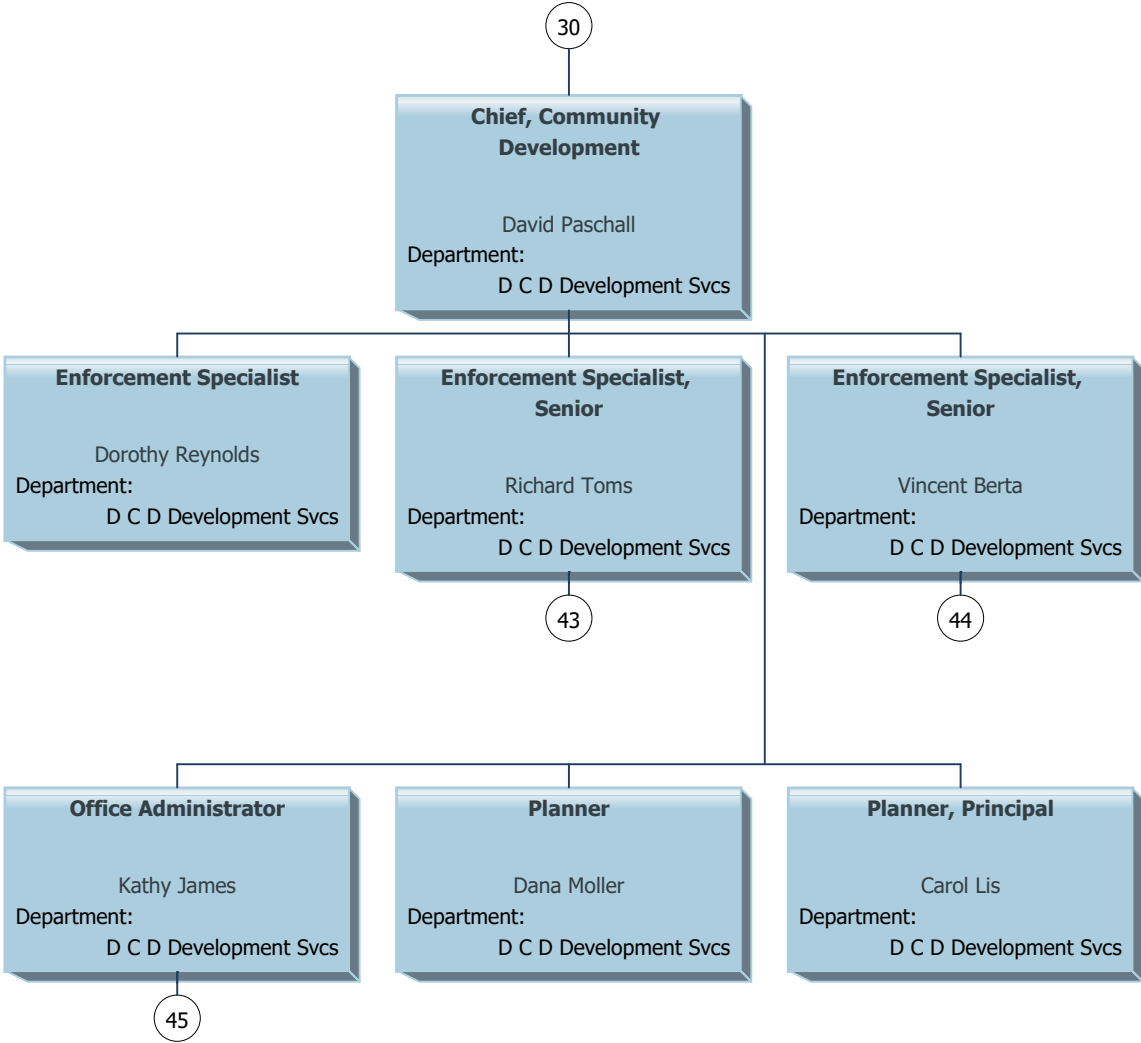 30
Chief, Community
Development
David Paschall
Department:
D C D Development Svcs
Enforcement Specialist
Dorothy Reynolds
Department:
D C D Development Svcs
Enforcement Specialist,
Senior
Richard Toms
Department:
D C D Development Svcs
43
Enforcement Specialist,
Senior
Vincent Berta
Department:
D C D Development Svcs
44
Office Administrator
Kathy James
Department:
D C D Development Svcs
45
Planner
Dana Moller
Department:
D C D Development Svcs
Planner, Principal
Carol Lis
Department:
D C D Development Svcs